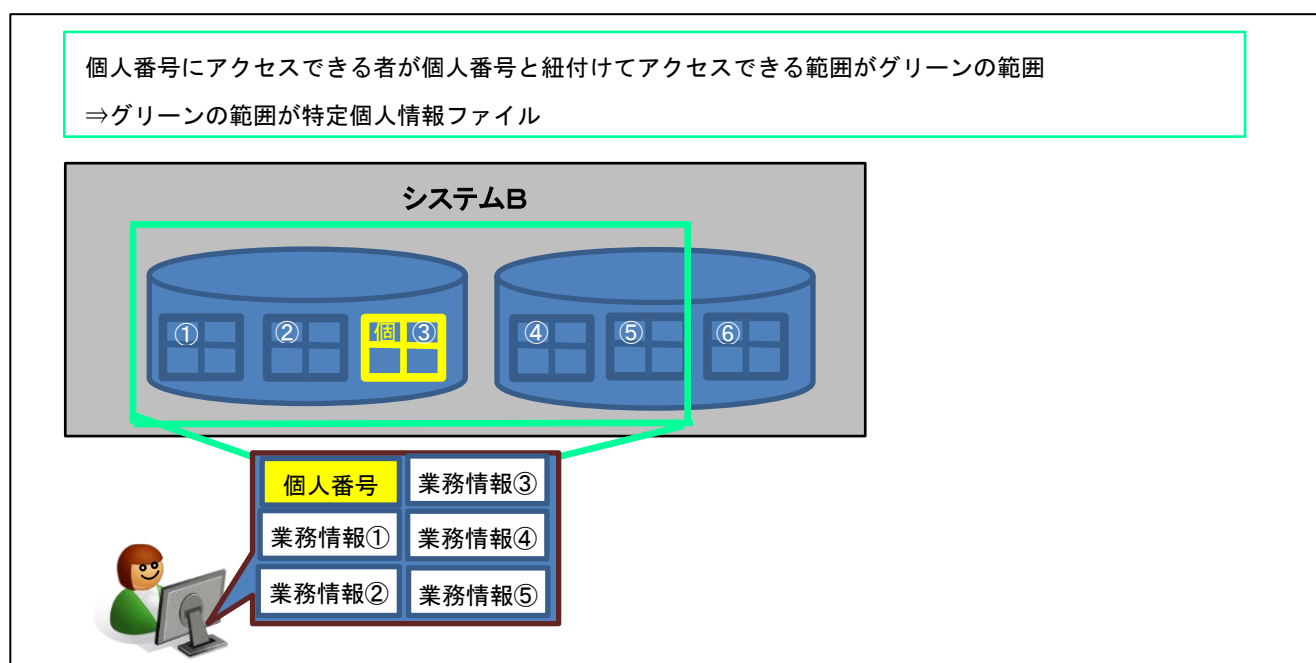 個人番号にアクセスできる者が個人番号と紐付けてアクセスできる範囲がグリーンの範囲
⇒グリーンの範囲が特定個人情報ファイル
システムB
① ② 個 ③ ④ ⑤ ⑥
個人番号 業務情報③
業務情報① 業務情報④
業務情報② 業務情報⑤